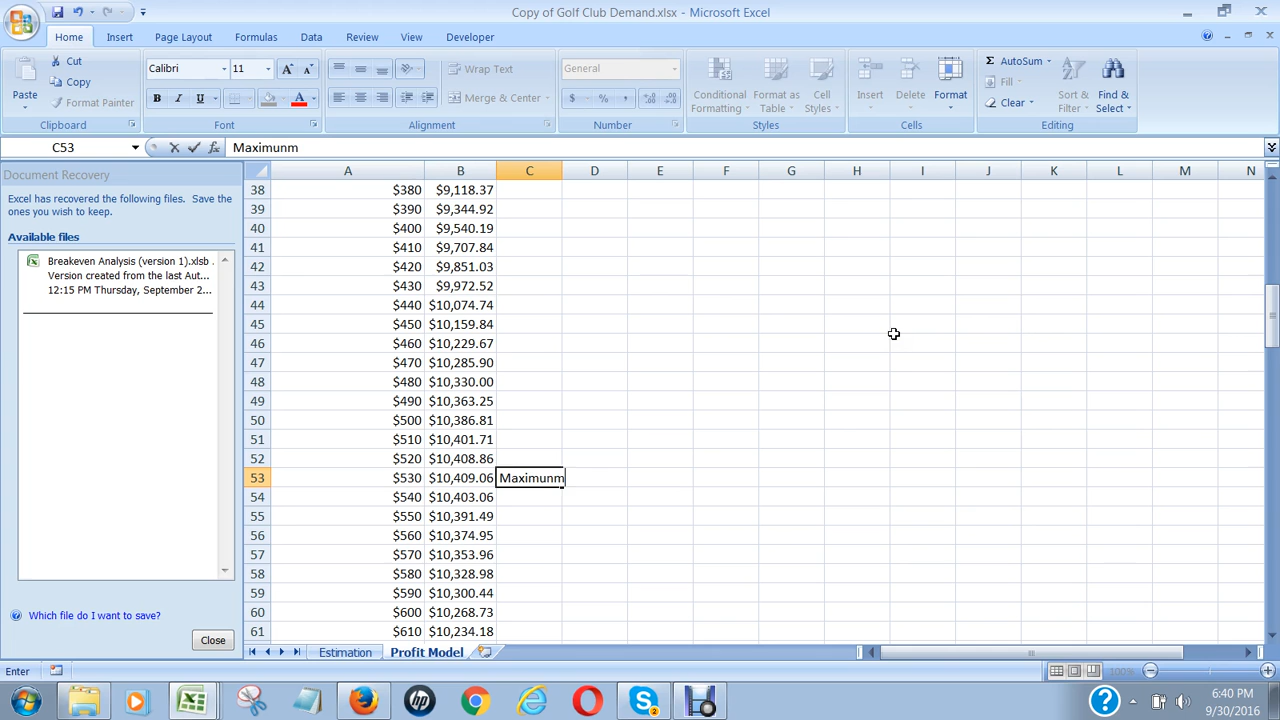 Copy of Golf Club Demand.xlsx - Microsoft Excel
Home Insert Page Layout Formulas Data Review View Developer
Paste
Cut
Copy
Format Painter
Clipboard
Calibri 11
B I U
Font
Wrap Text
Merge & Center
Alignment
General
$ % ,
Number
Conditional Formatting
Format as Table
Cell Styles
Styles
Insert Delete Format
Cells
AutoSum
Fill
Clear
Sort & Filter
Find & Select
Editing
C53 fx Maximunm
Document Recovery
Excel has recovered the following files. Save the
ones you wish to keep.
Available files
Breakeven Analysis (version 1).xlsb .
Version created from the last Aut...
12:15 PM Thursday, September 2...
Which file do I want to save?
Close
A B C D E F G H I J K L M N
38 $380 $9,118.37
39 $390 $9,344.92
40 $400 $9,540.19
41 $410 $9,707.84
42 $420 $9,851.03
43 $430 $9,972.52
44 $440 $10,074.74
45 $450 $10,159.84
46 $460 $10,229.67
47 $470 $10,285.90
48 $480 $10,330.00
49 $490 $10,363.25
50 $500 $10,386.81
51 $510 $10,401.71
52 $520 $10,408.86
53 $530 $10,409.06 Maximunm
54 $540 $10,403.06
55 $550 $10,391.49
56 $560 $10,374.95
57 $570 $10,353.96
58 $580 $10,328.98
59 $590 $10,300.44
60 $600 $10,268.73
61 $610 $10,234.18
Estimation Profit Model
Enter 100%
6:40 PM
9/30/2016